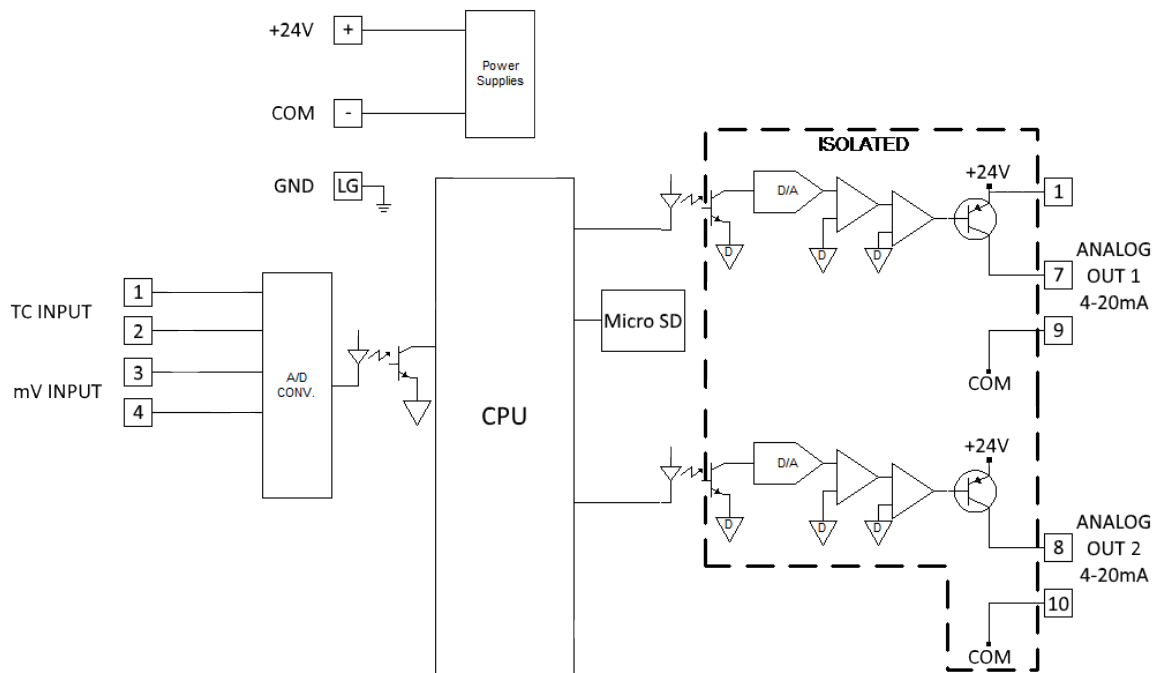 +24V
+
Power
Supplies
COM
-
GND
LG
TC INPUT
1
2
mV INPUT
3
4
A/D
CONV.
CPU
Micro SD
ISOLATED
D/A
D
D
D
+24V
1
7
ANALOG
OUT 1
4-20mA
9
COM
D/A
D
D
D
+24V
8
ANALOG
OUT 2
4-20mA
10
COM